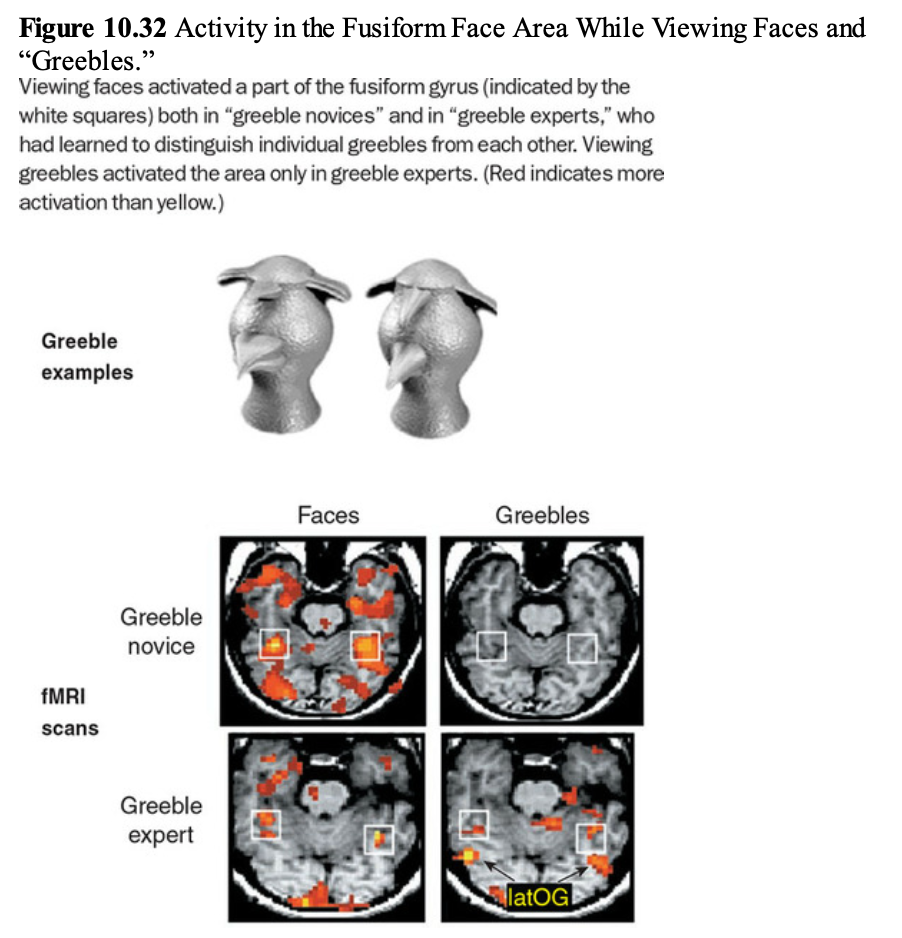 Figure 10.32 Activity in the Fusiform Face Area While Viewing Faces and
“Greebles.”
Viewing faces activated a part of the fusiform gyrus (indicated by the
white squares) both in “greeble novices” and in “greeble experts,” who
had learned to distinguish individual greebles from each other. Viewing
greebles activated the area only in greeble experts. (Red indicates more
activation than yellow.)
Greeble
examples
Faces
Greebles
Greeble
novice
fMRI
scans
Greeble
expert
latOG